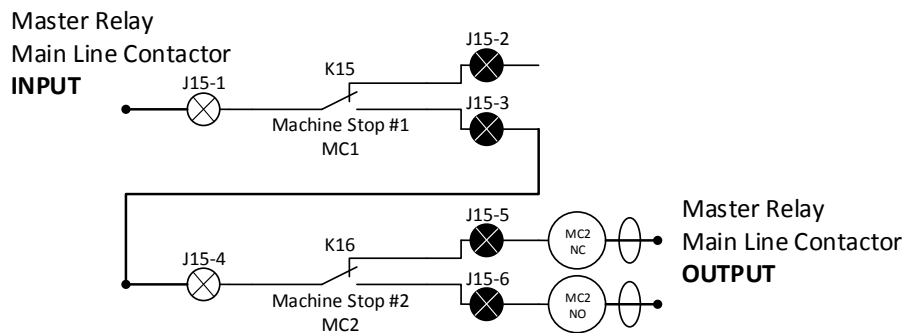 Master Relay
Main Line Contactor
INPUT
J15-1
K15
J15-2
J15-3
Machine Stop #1
MC1
J15-4
K16
J15-5
J15-6
Machine Stop #2
MC2
MC2
NC
MC2
NO
Master Relay
Main Line Contactor
OUTPUT